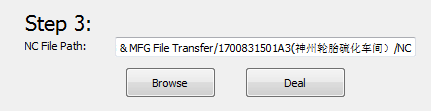 Step 3:
NC File Path: & MFG File Transfer/1700831501A3(神州轮胎硫化车间）/NC
Browse Deal